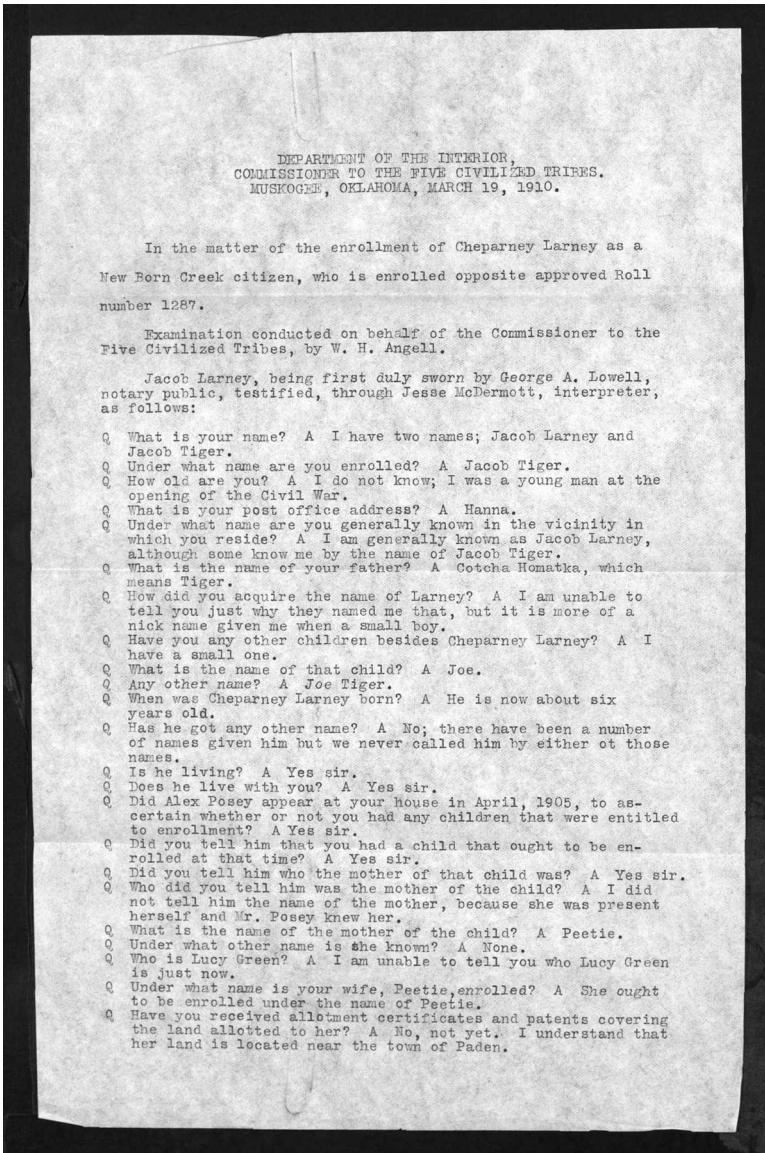 DEPARTMENT OF THE INTERIOR,
COMMISSIONER TO THE FIVE CIVILIZED TRIBES.
MUSKOGEE, OKLAHOMA, MARCH 19, 1910.
In the matter of the enrollment of Cheparney Larney as a
New Born Creek citizen, who is enrolled opposite approved Roll
number 1287.
Examination conducted on behalf of the Commissioner to the
Five Civilized Tribes, by W. H. Angell.
Jacob Larney, being first duly sworn by George A. Lowell,
notary public, testified, through Jesse McDermott, interpreter,
as follows:
Q What is your name? A I have two names; Jacob Larney and
Jacob Tiger.
Q Under what name are you enrolled? A Jacob Tiger.
Q How old are you? A I do not know; I was a young man at the
opening of the Civil War.
Q What is your post office address? A Hanna.
Q Under what name are you generally known in the vicinity in
which you reside? A I am generally known as Jacob Larney,
although some know me by the name of Jacob Tiger.
Q What is the name of your father? A Cotcha Homatka, which
means Tiger.
Q How did you acquire the name of Larney? A I am unable to
tell you just why they named me that, but it is more of a
nick name given me when a small boy.
Q Have you any other children besides Cheparney Larney? A I
have a small one.
Q What is the name of that child? A Joe.
Q Any other name? A Joe Tiger.
Q When was Cheparney Larney born? A He is now about six
years old.
Q Has he got any other name? A No; there have been a number
of names given him but we never called him by either ot those
names.
Q Is he living? A Yes sir.
Q Does he live with you? A Yes sir.
Q Did Alex Posey appear at your house in April, 1905, to as-
certain whether or not you had any children that were entitled
to enrollment? A Yes sir.
Q Did you tell him that you had a child that ought to be en-
rolled at that time? A Yes sir.
Q Did you tell him who the mother of that child was? A Yes sir.
Q Who did you tell him was the mother of the child? A I did
not tell him the name of the mother, because she was present
herself and Mr. Posey knew her.
Q What is the name of the mother of the child? A Peetie.
Q Under what other name is she known? A None.
Q Who is Lucy Green? A I am unable to tell you who Lucy Green
is just now.
Q Under what name is your wife, Peetie,enrolled? A She ought
to be enrolled under the name of Peetie.
Q Have you received allotment certificates and patents covering
the land allotted to her? A No, not yet. I understand that
her land is located near the town of Paden.